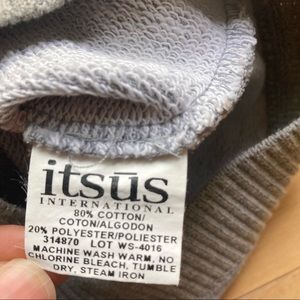 itsūs
INTERNATIONAL
80% COTTON/
COTON/ALGODON
20% POLYESTER/POLIESTER
314870 LOT WS-4016
MACHINE WASH WARM, NO
CHLORINE BLEACH, TUMBLE
DRY, STEAM IRON